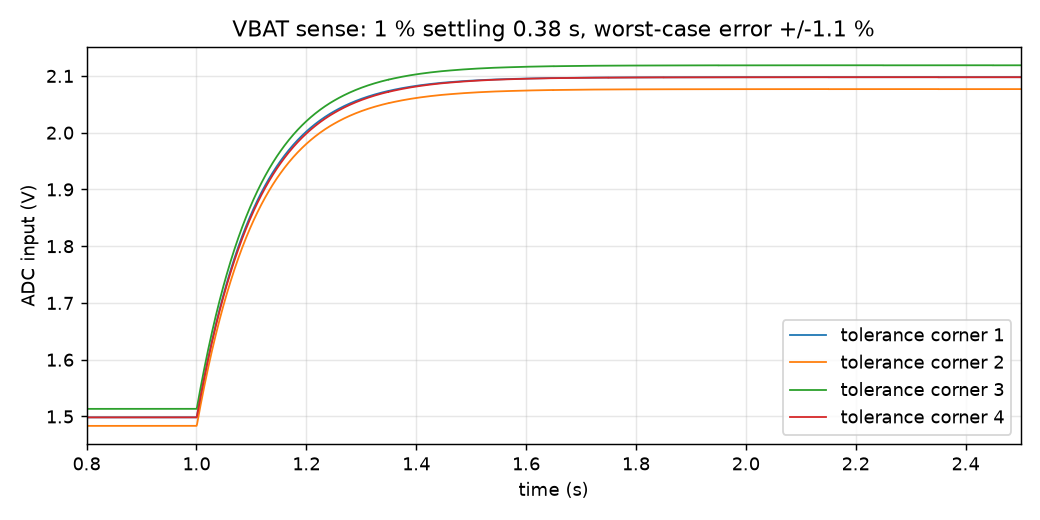 VBAT sense: 1 % settling 0.38 s, worst-case error +/-1.1 %
ADC input (V)
2.1
2.0
1.9
1.8
1.7
1.6
1.5
tolerance corner 1
tolerance corner 2
tolerance corner 3
tolerance corner 4
0.8 1.0 1.2 1.4 1.6 1.8 2.0 2.2 2.4
time (s)